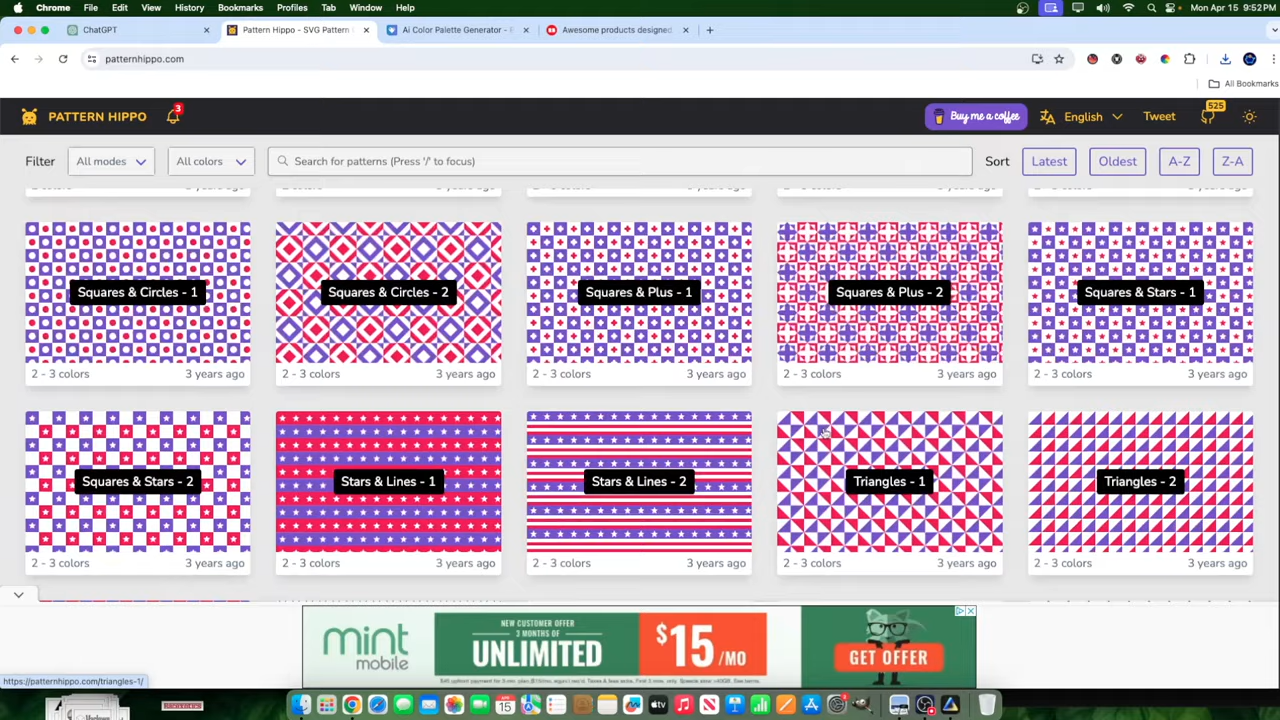 Chrome File Edit View History Bookmarks Profiles Tab Window Help Mon Apr 15 9:52 PM
ChatGPT
Pattern Hippo - SVG Pattern
Ai Color Palette Generator -
Awesome products designed
patternhippo.com
All Bookmarks
PATTERN HIPPO 3 Buy me a coffee English Tweet 525
Filter All modes All colors Search for patterns (Press '/' to focus) Sort Latest Oldest A-Z Z-A
Squares & Circles - 1
Squares & Circles - 2
Squares & Plus - 1
Squares & Plus - 2
Squares & Stars - 1
2 - 3 colors 3 years ago
2 - 3 colors 3 years ago
2 - 3 colors 3 years ago
2 - 3 colors 3 years ago
2 - 3 colors 3 years ago
Squares & Stars - 2
Stars & Lines - 1
Stars & Lines - 2
Triangles - 1
Triangles - 2
2 - 3 colors 3 years ago
2 - 3 colors 3 years ago
2 - 3 colors 3 years ago
2 - 3 colors 3 years ago
2 - 3 colors 3 years ago
mint
mobile
NEW CUSTOMER OFFER
3 MONTHS OF
UNLIMITED
$15/MO
GET OFFER
https://patternhippo.com/triangles-1/
APR
15
tv